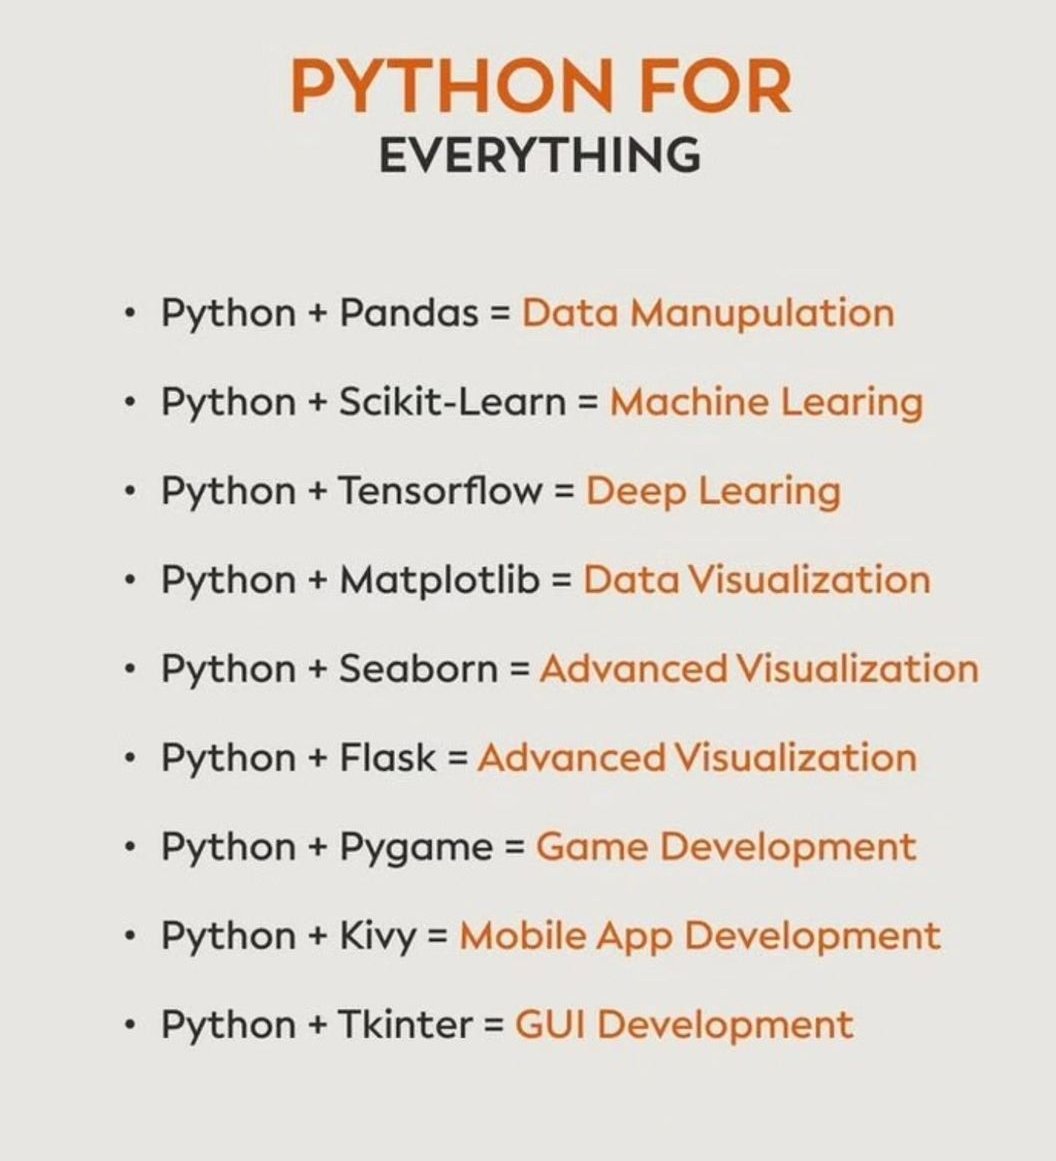 PYTHON FOR
EVERYTHING
• Python + Pandas = Data Manupulation
• Python + Scikit-Learn = Machine Learing
• Python + Tensorflow = Deep Learing
• Python + Matplotlib = Data Visualization
• Python + Seaborn = Advanced Visualization
• Python + Flask = Advanced Visualization
• Python + Pygame = Game Development
• Python + Kivy = Mobile App Development
• Python + Tkinter = GUI Development